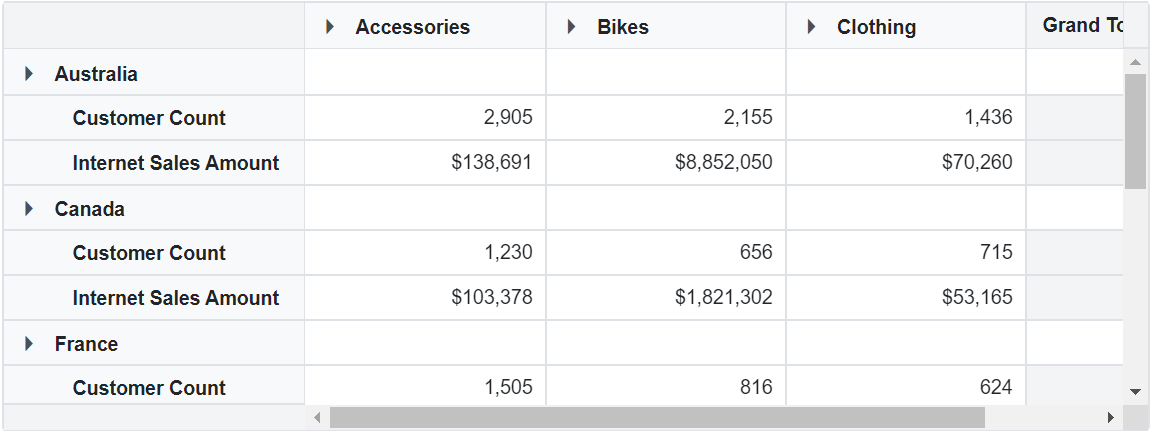 Accessories Bikes Clothing Grand
Australia
Customer Count 2,905 2,155 1,436
Internet Sales Amount $138,691 $8,852,050 $70,260
Canada
Customer Count 1,230 656 715
Internet Sales Amount $103,378 $1,821,302 $53,165
France
Customer Count 1,505 816 624